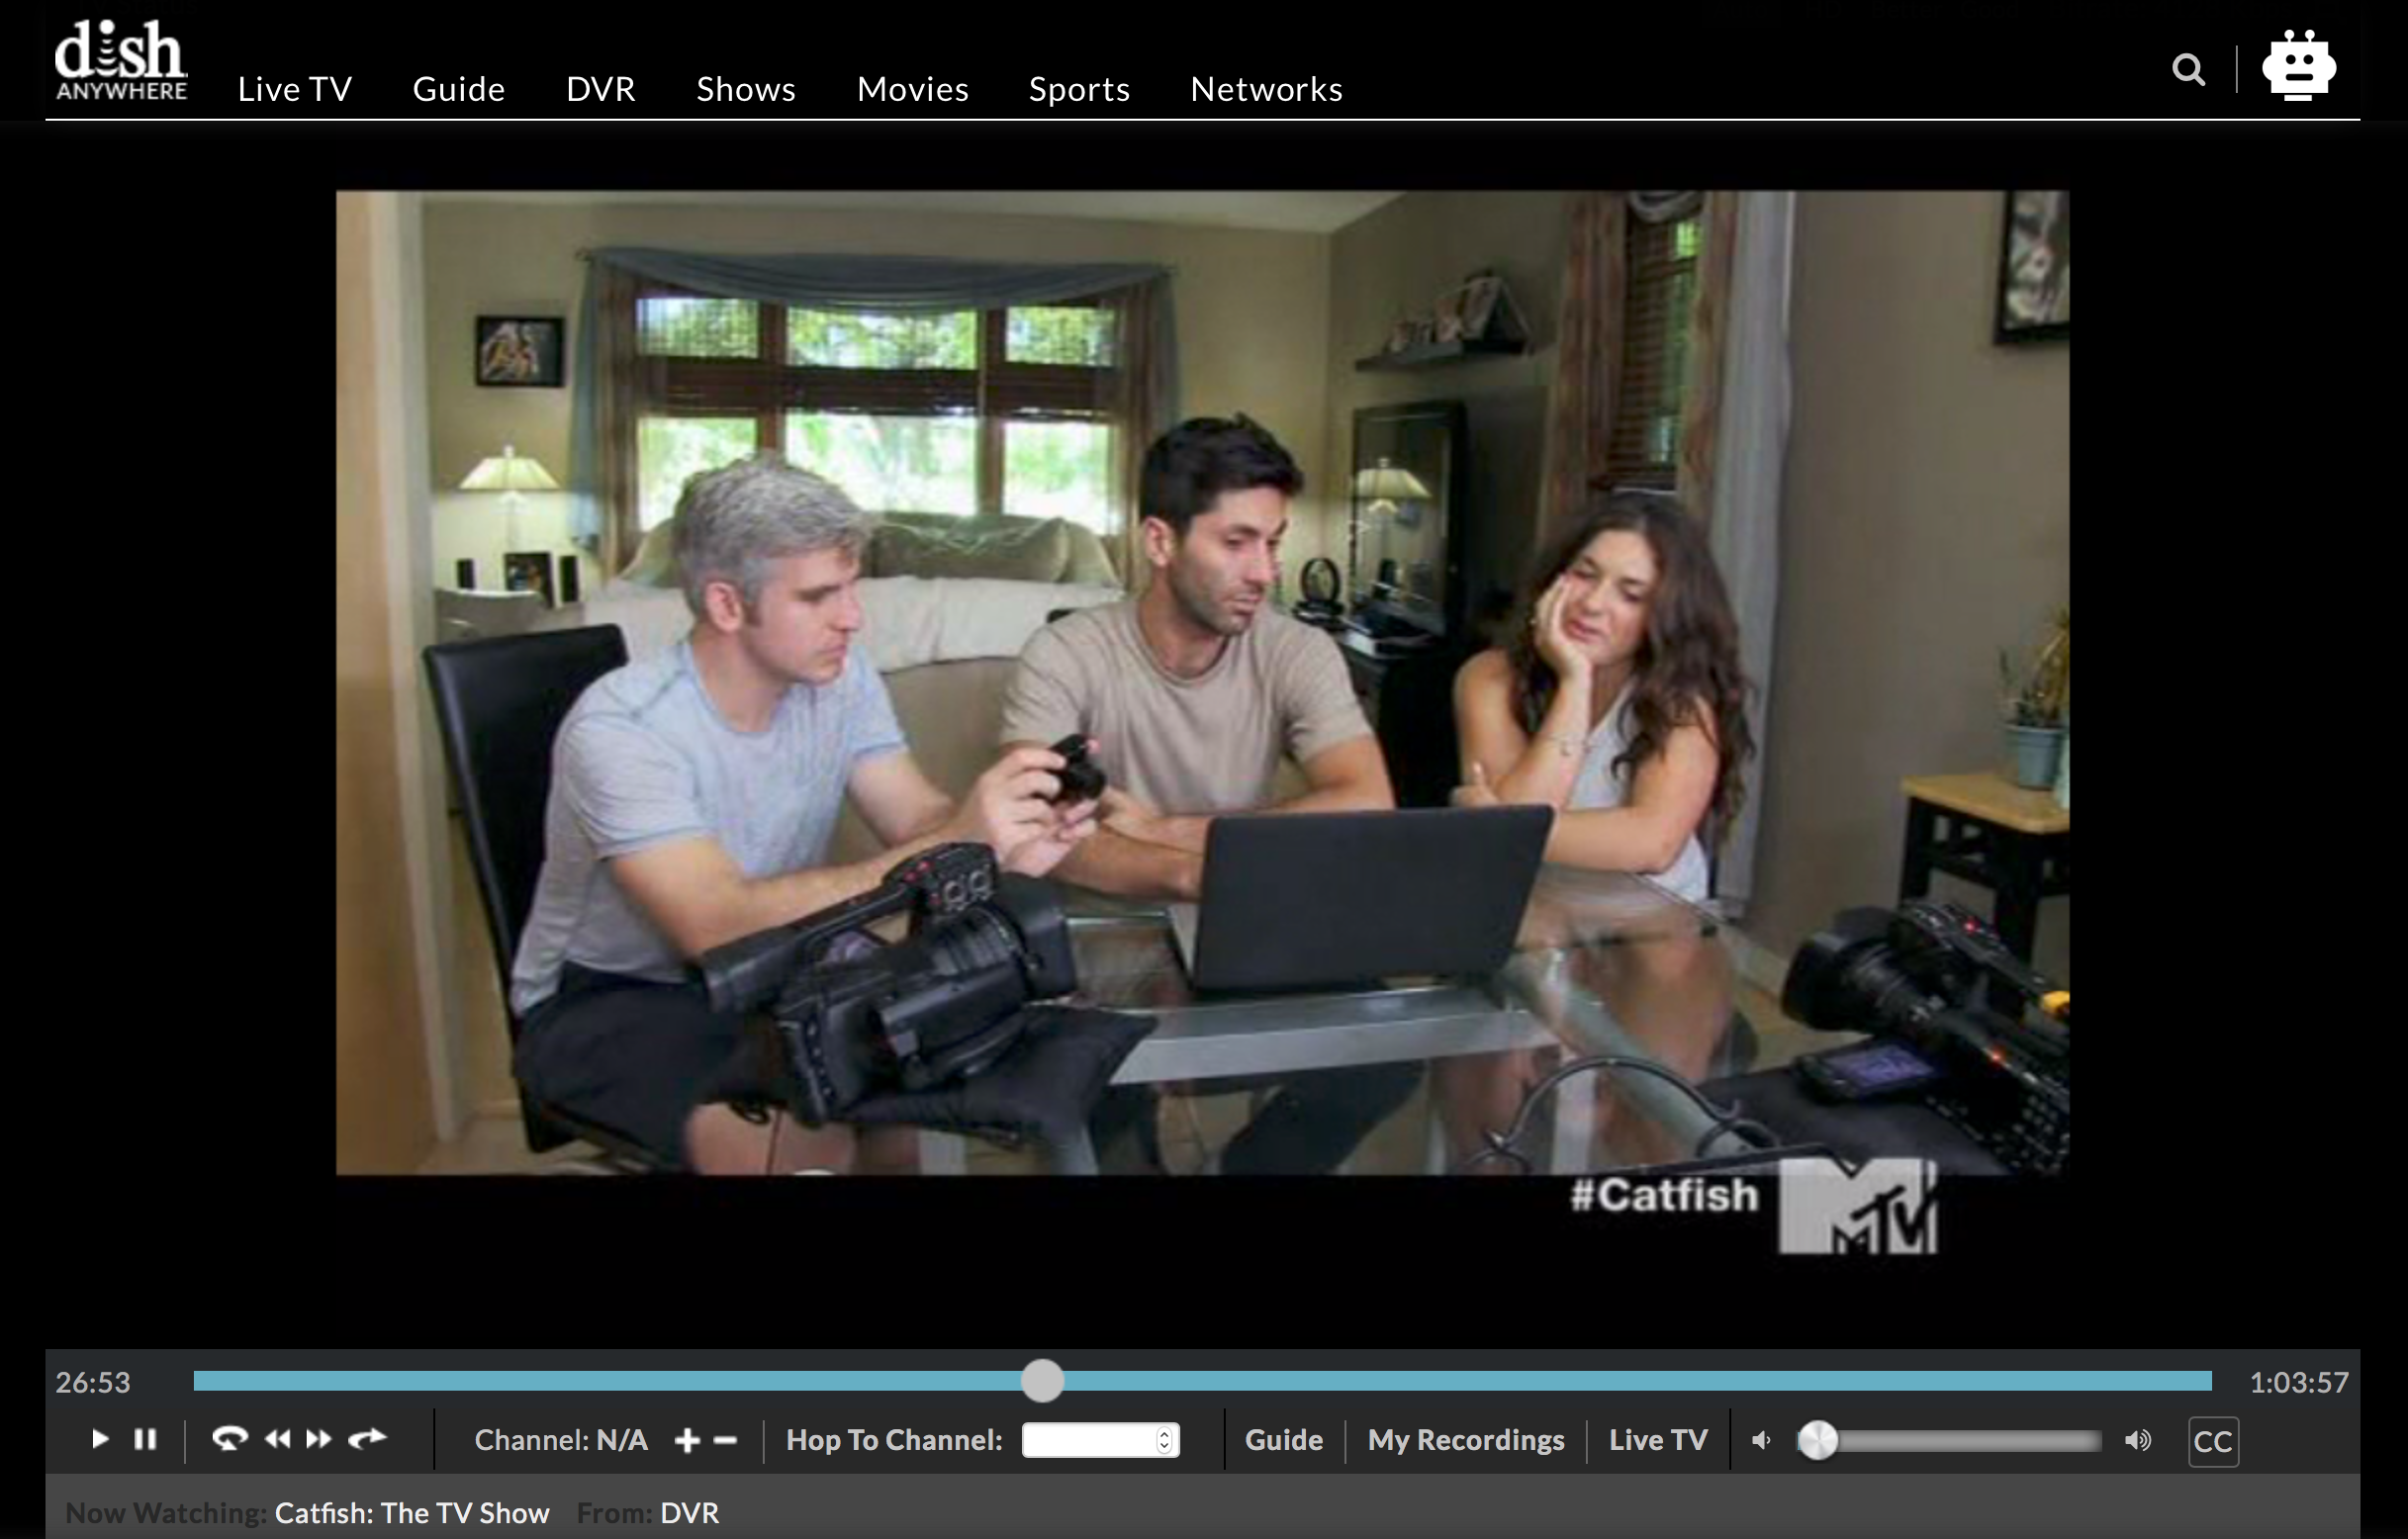 dish
ANYWHERE
Live TV Guide DVR Shows Movies Sports Networks
#Catfish MTV
26:53 1:03:57
Channel: N/A Hop To Channel: Guide My Recordings Live TV CC
Now Watching: Catfish: The TV Show From: DVR